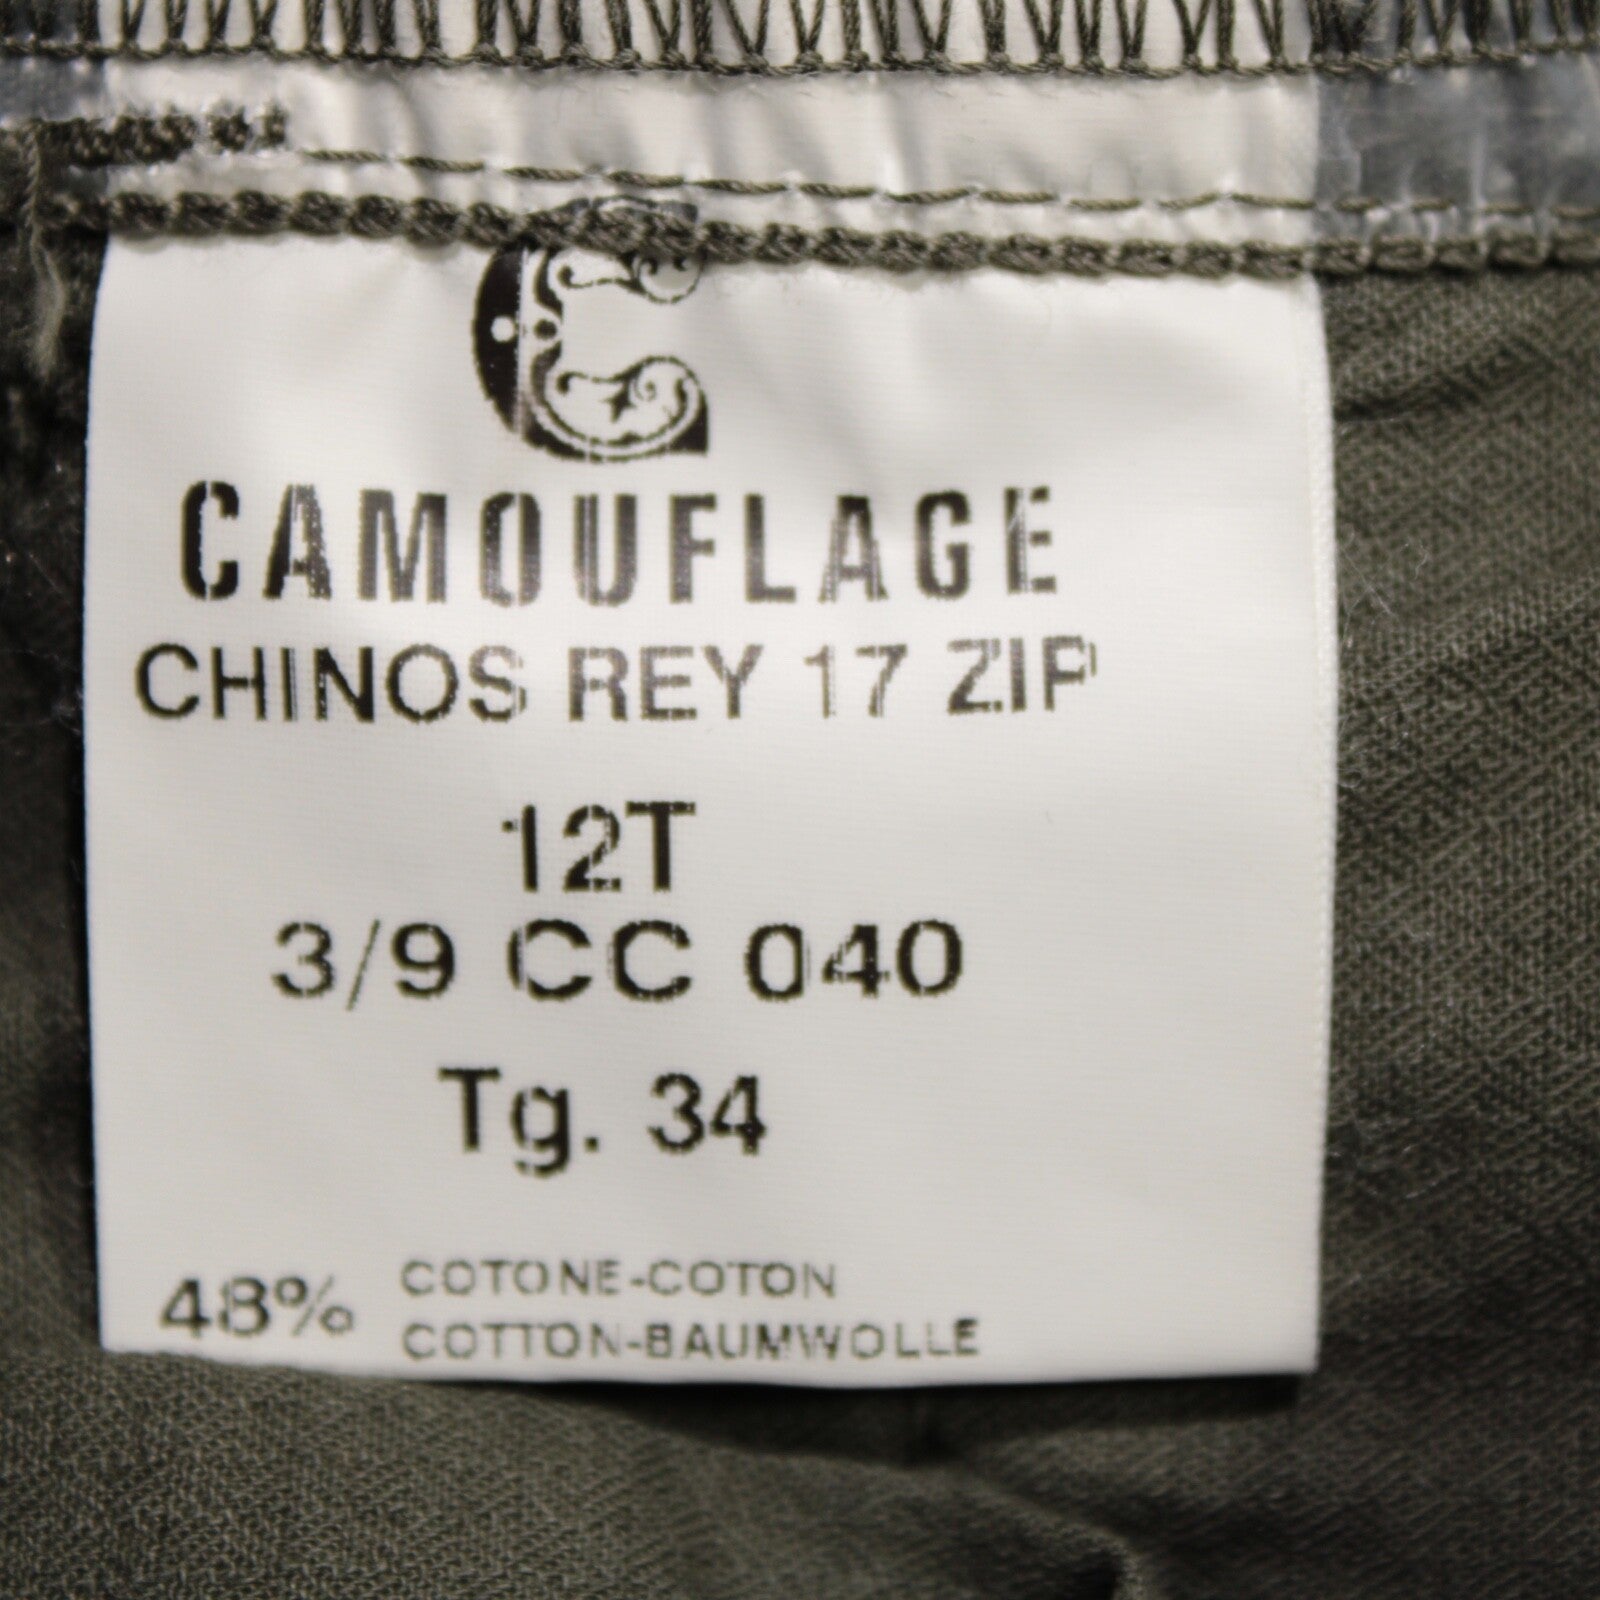 C
CAMOUFLAGE
CHINOS REY 17 ZIP
12T
3/9 CC 040
Tg. 34
48% COTONE-COTON
COTTON-BAUMWOLLE